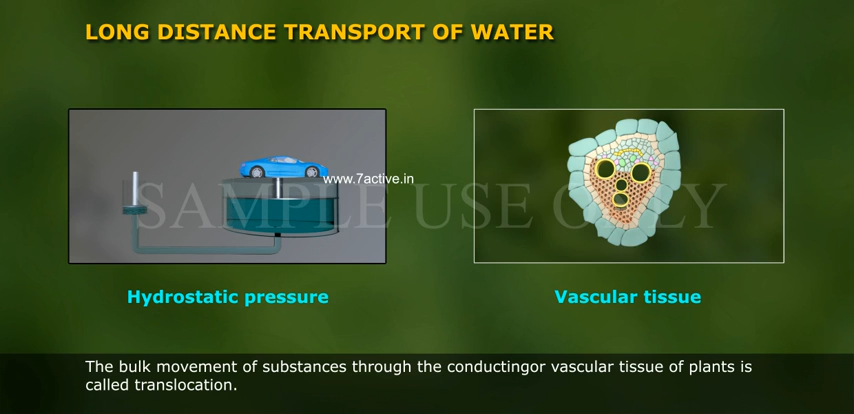 LONG DISTANCE TRANSPORT OF WATER
www.7active.in
SAMPLE USE ONLY
Hydrostatic pressure
Vascular tissue
The bulk movement of substances through the conductingor vascular tissue of plants is
called translocation.